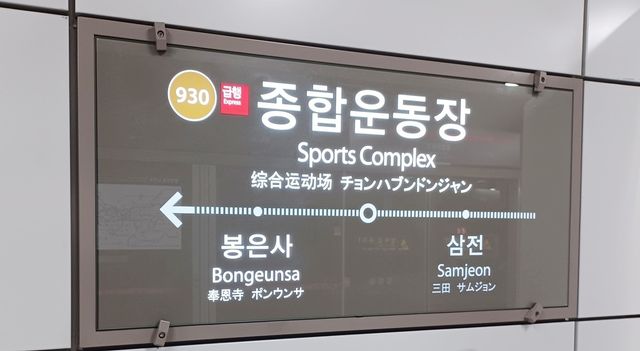 930 급행 종합운동장
Express
Sports Complex
综合运动场 チョンハブンドンジャン
봉은사 삼전
Bongeunsa Samjeon
奉恩寺 ボンウンサ 三田 サムジョン